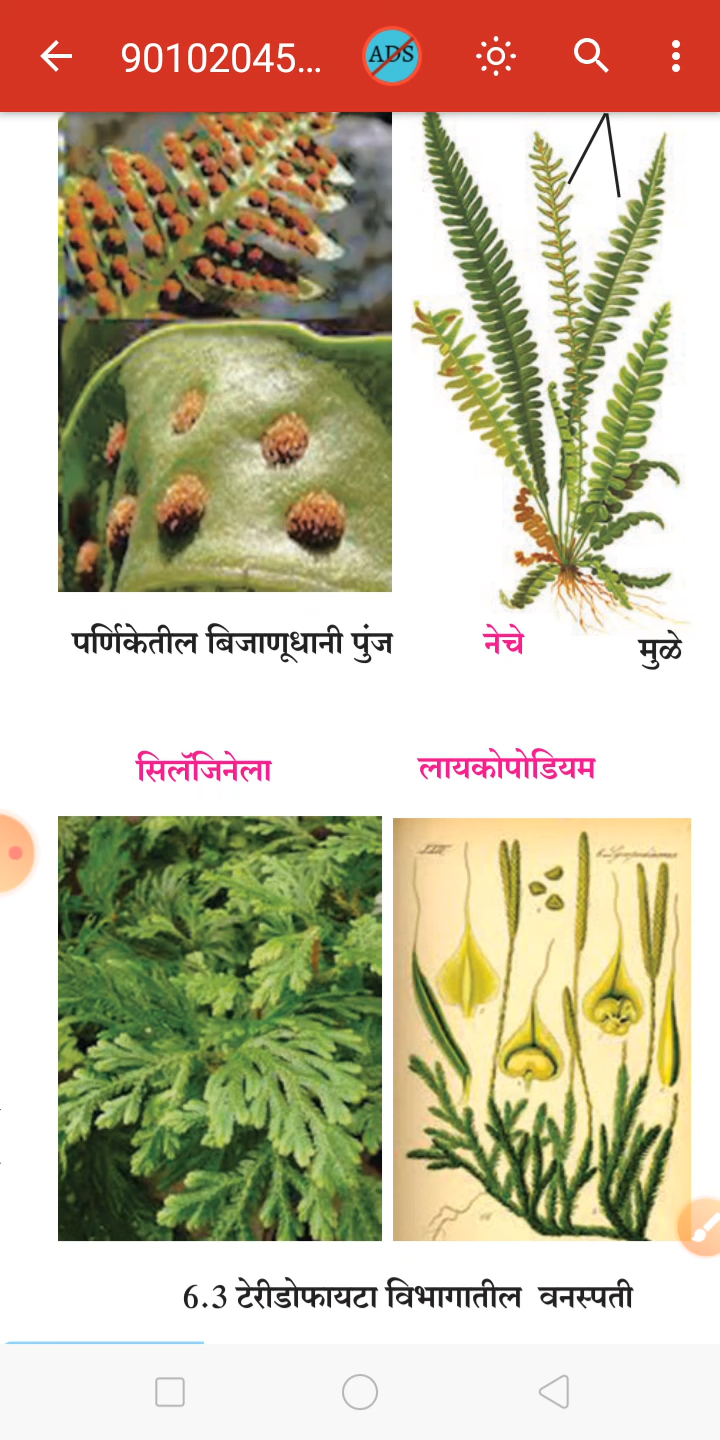 90102045...
ADS
पर्णिकेतील बिजाणूधानी पुंज
नेचे
मुळे
सिलॅजिनेला
लायकोपोडियम
6.3 टेरीडोफायटा विभागातील वनस्पती